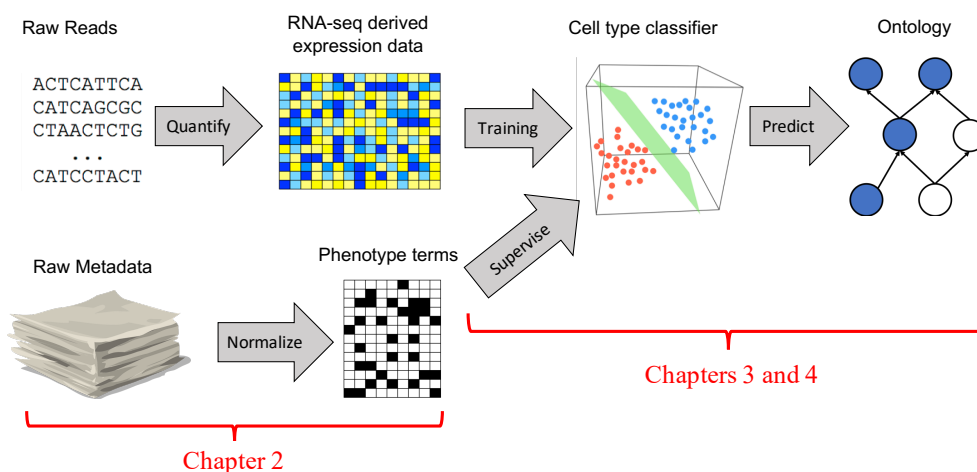 Raw Reads
RNA-seq derived
expression data
Cell type classifier
Ontology
ACTCATTCA
CATCAGCGC
CTAACTCTG
...
CATCCTACT
Quantify
Training
Predict
Supervise
Raw Metadata
Phenotype terms
Normalize
Chapters 3 and 4
Chapter 2